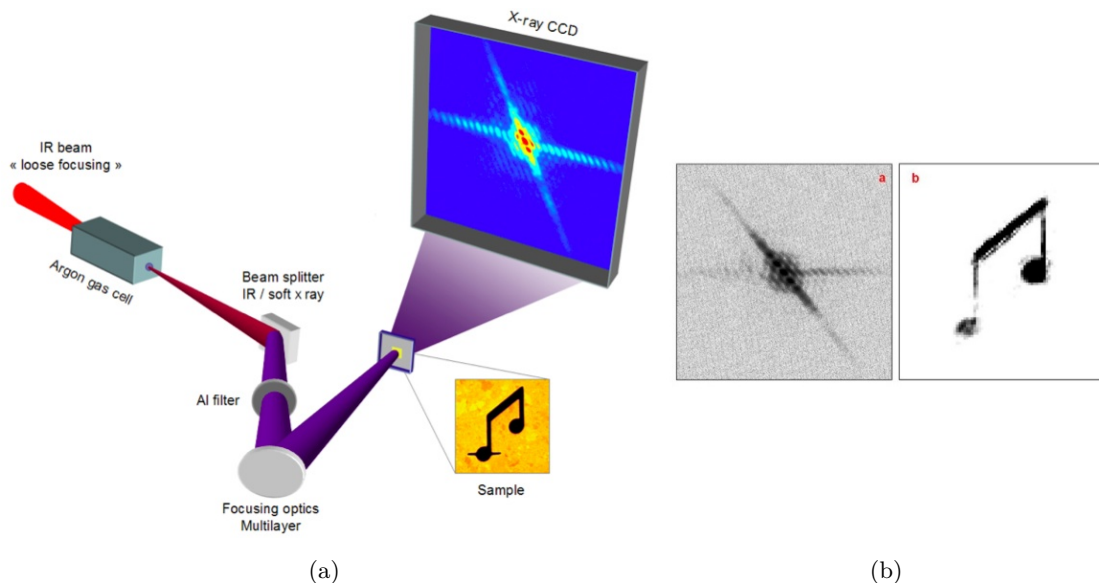 X-ray CCD
IR beam
« loose focusing »
Argon gas cell
Beam splitter
IR / soft x ray
Al filter
Sample
Focusing optics
Multilayer
a
b
(a)
(b)